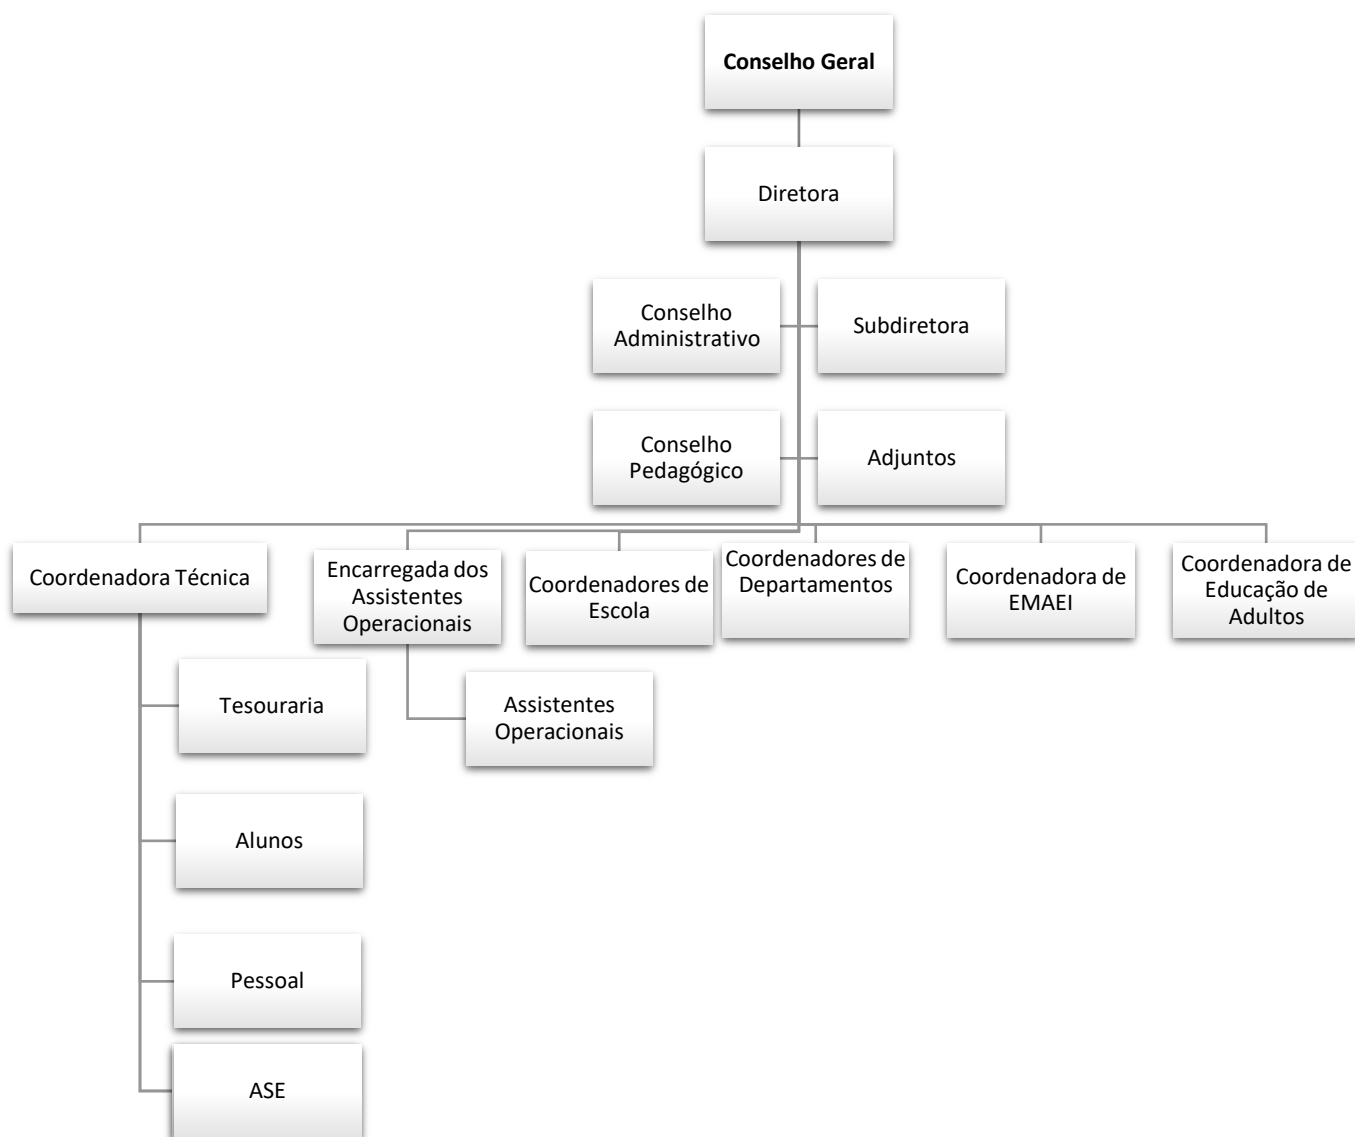 Conselho Geral
Diretora
Conselho
Administrativo
Subdiretora
Conselho
Pedagógico
Adjuntos
Coordenadora Técnica
Encarregada dos
Assistentes
Operacionais
Coordenadores de
Escola
Coordenadores de
Departamentos
Coordenadora de
EMAEI
Coordenadora de
Educação de
Adultos
Tesouraria
Assistentes
Operacionais
Alunos
Pessoal
ASE